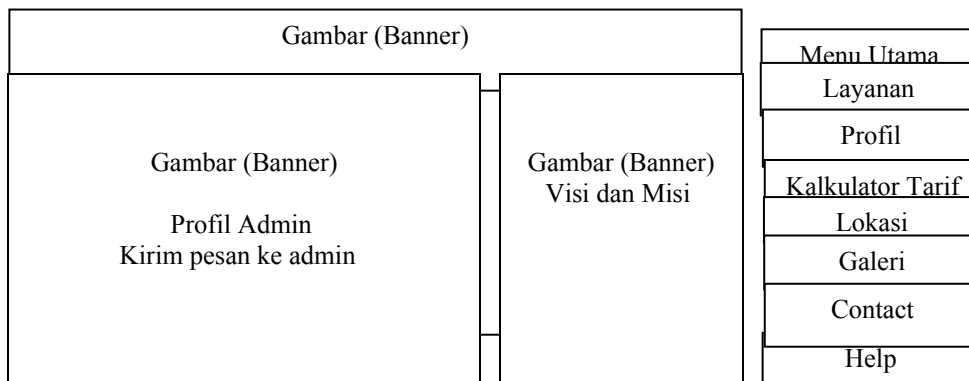 Gambar (Banner)
Gambar (Banner)
Profil Admin
Kirim pesan ke admin
Gambar (Banner)
Visi dan Misi
Menu Utama
Layanan
Profil
Kalkulator Tarif
Lokasi
Galeri
Contact
Help